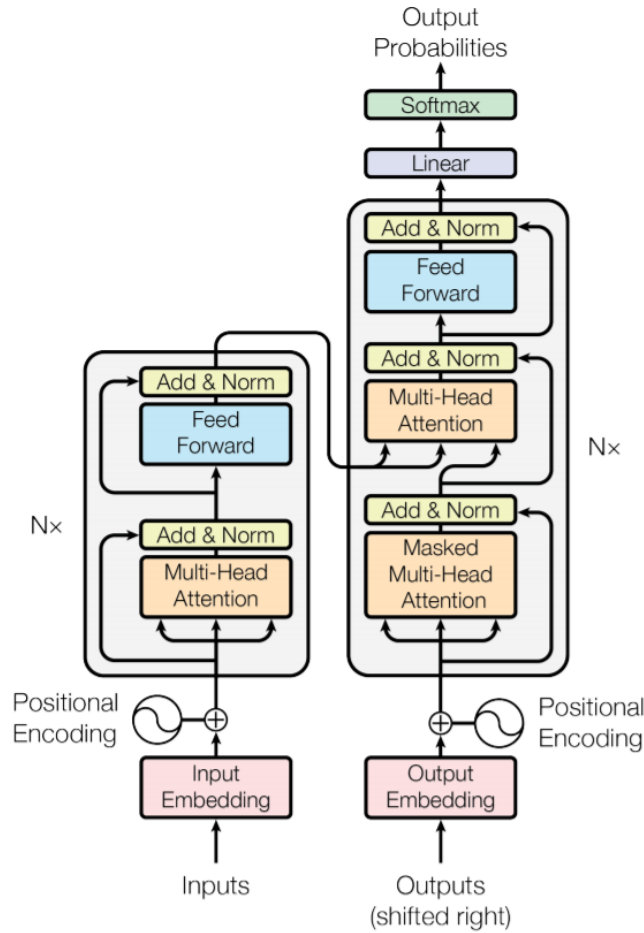 Output
Probabilities
Softmax
Linear
Add & Norm
Feed
Forward
Add & Norm
Multi-Head
Attention
Add & Norm
Masked
Multi-Head
Attention
N×
Add & Norm
Feed
Forward
Add & Norm
Multi-Head
Attention
N×
Positional
Encoding
Positional
Encoding
Input
Embedding
Output
Embedding
Inputs
Outputs
(shifted right)